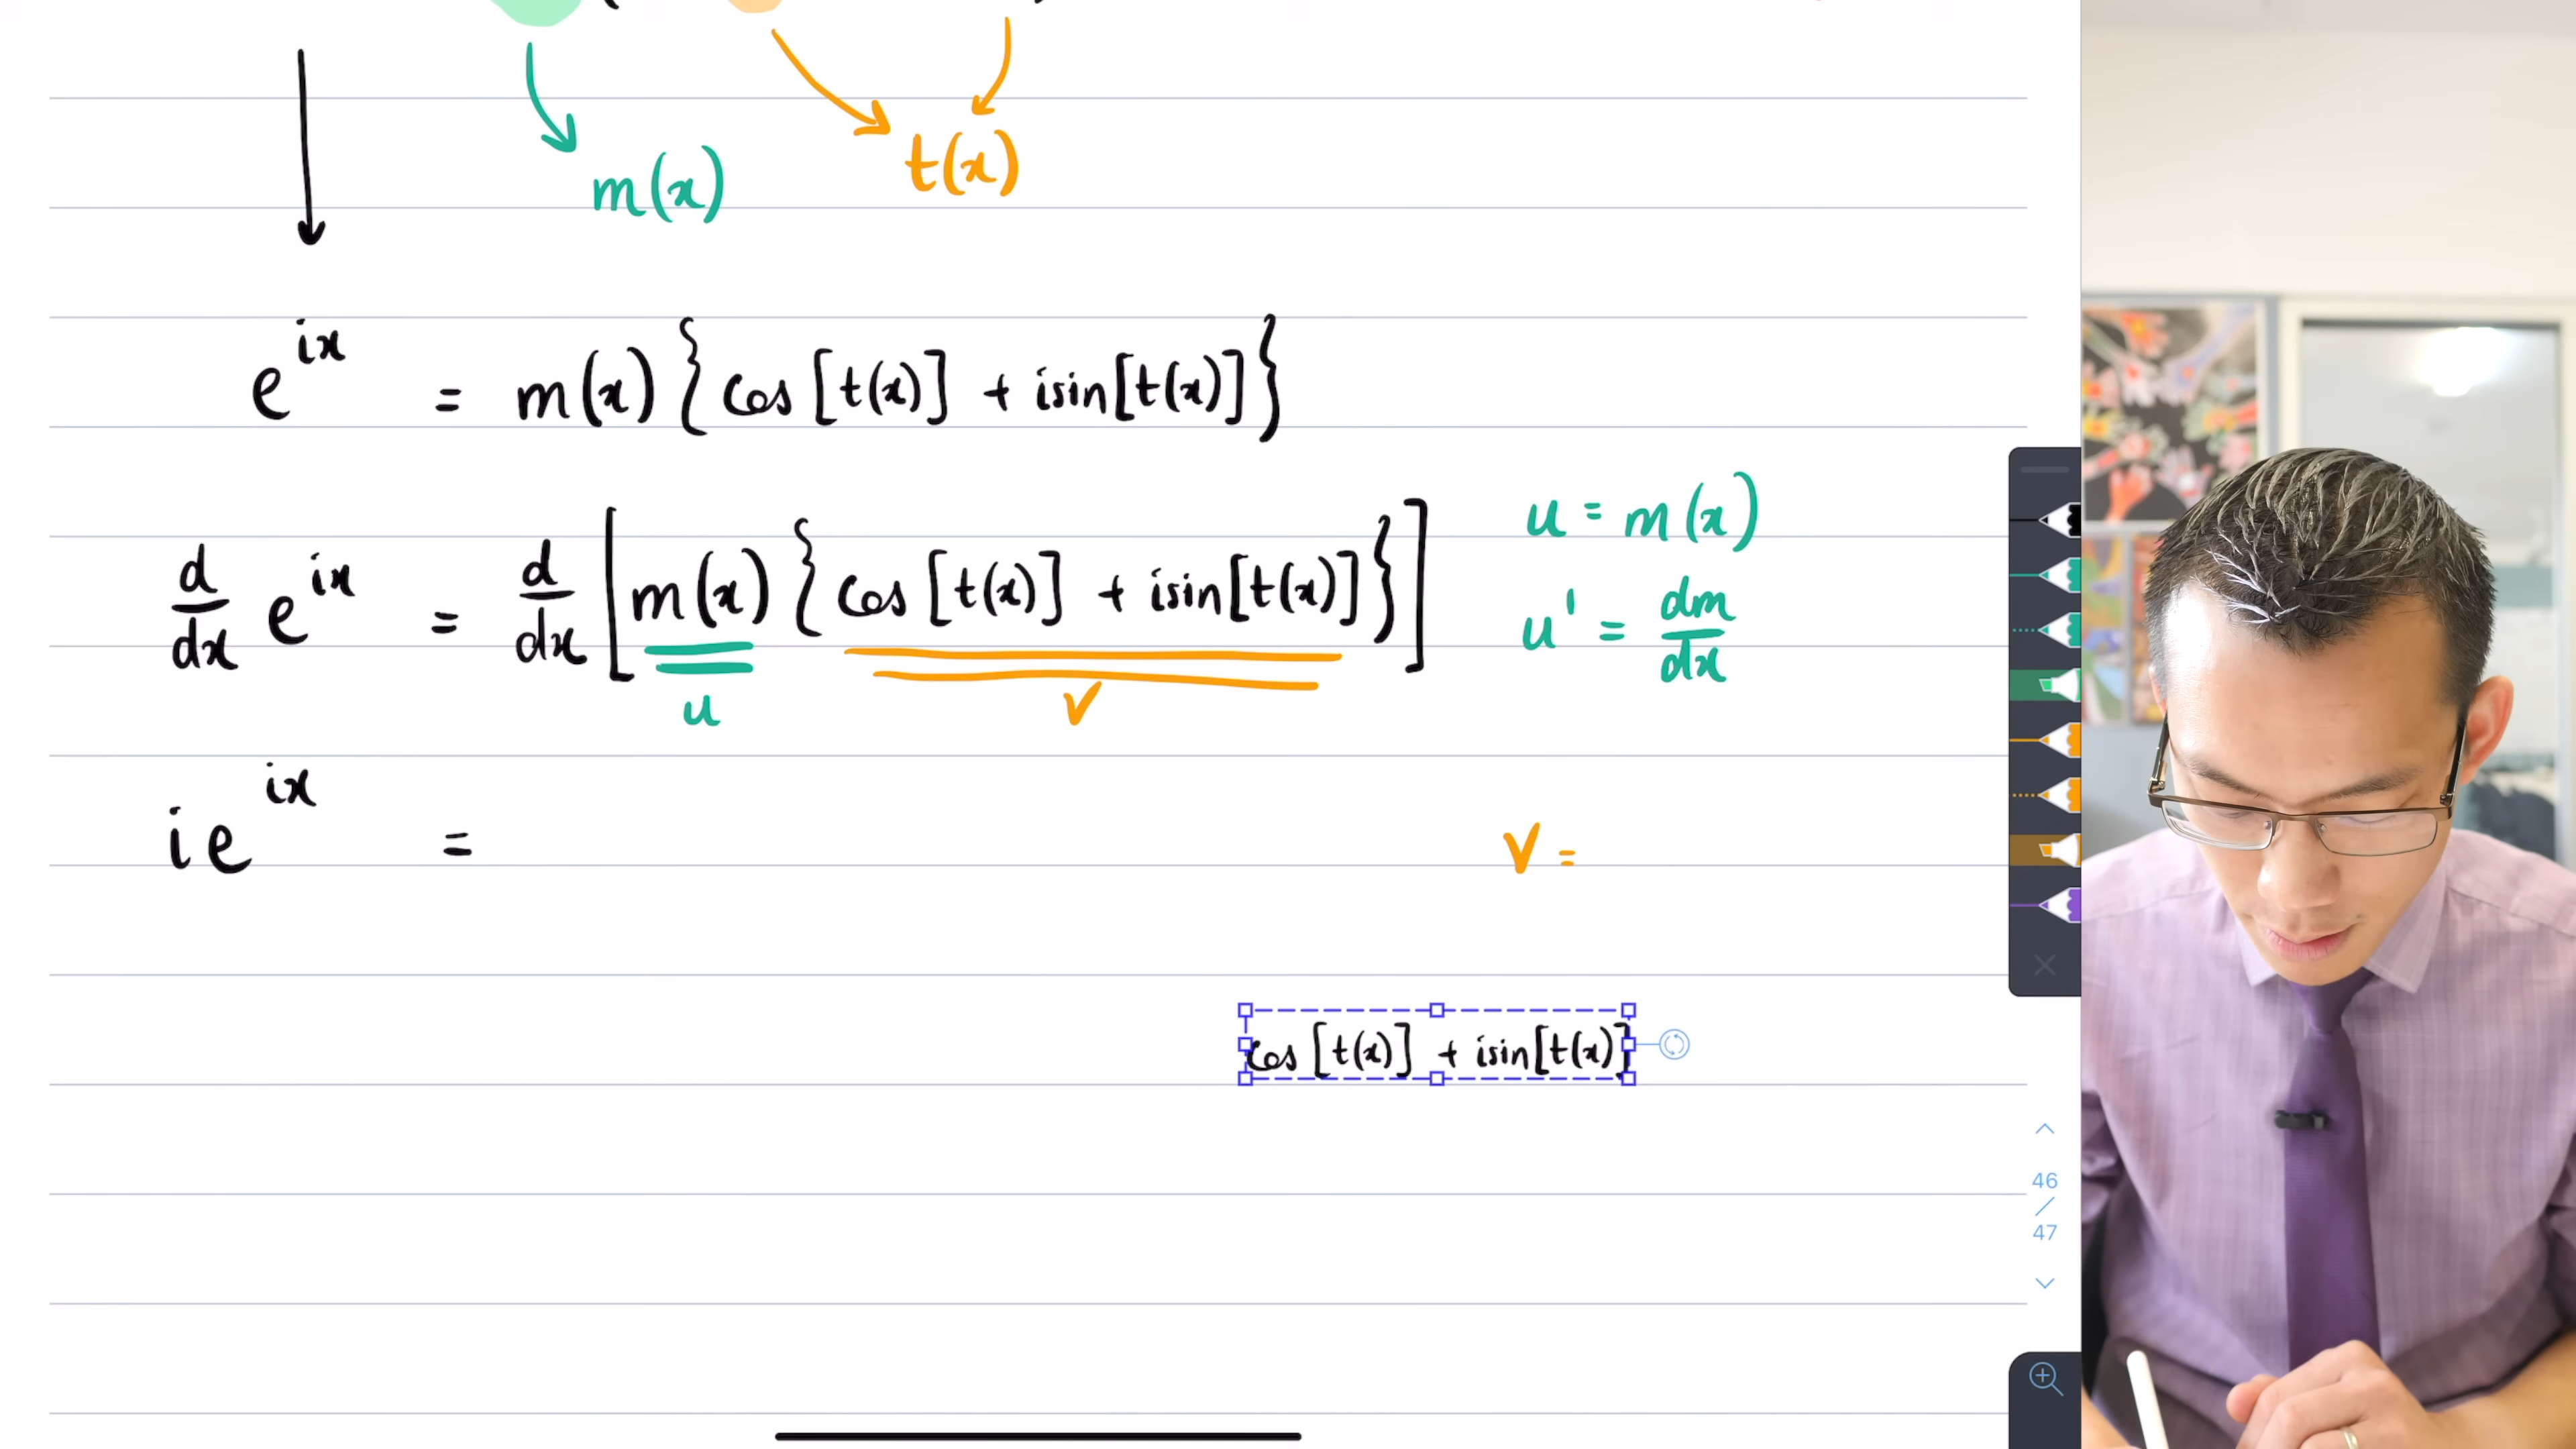 m(x) t(x)
e^{ix} = m(x) { cos [t(x)] + isin[t(x)] }
d/dx e^{ix} = d/dx [ m(x) { cos [t(x)] + isin[t(x)] } ]
u v
u = m(x)
u' = dm/dx
ie^{ix} =
v =
cos [t(x)] + isin[t(x)]
46
/
47